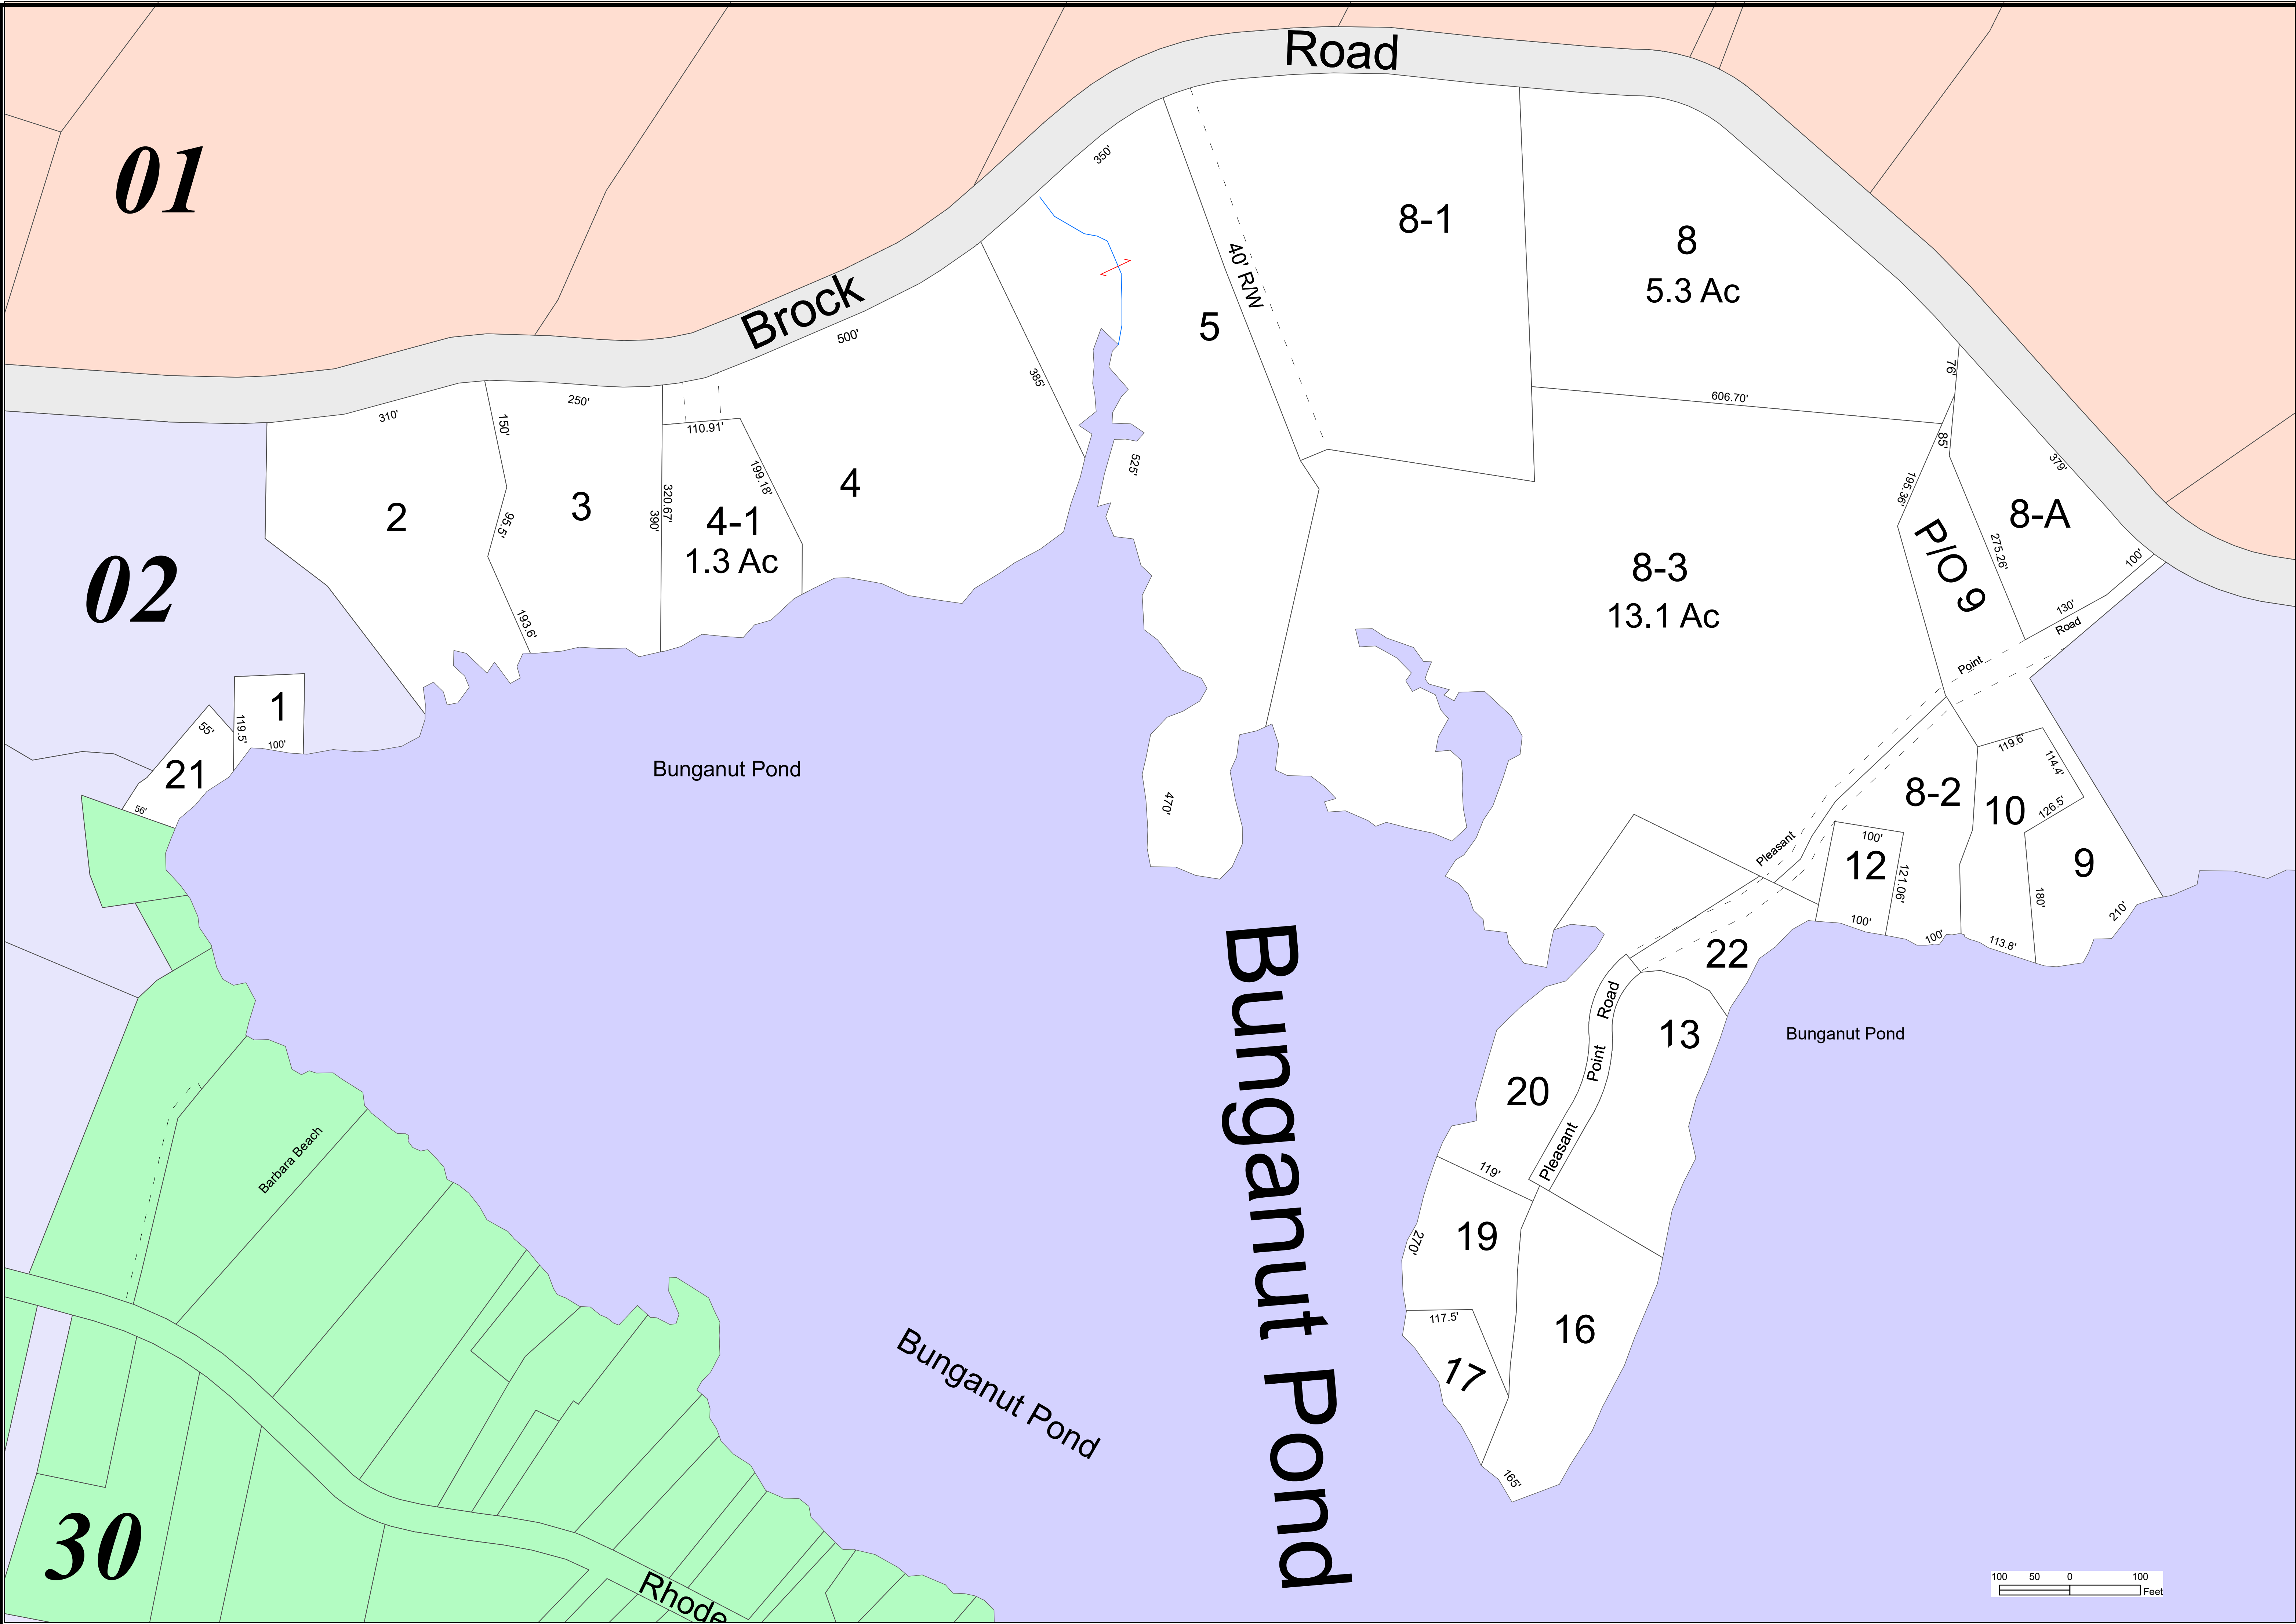 Road
01
350'
8-1
8
5.3 Ac
40' R/W
Brock
500'
5
385'
76'
606.70'
310'
250'
150'
110.91'
85'
379'
199.18'
525'
195.36'
2
3
320.67'
390'
4-1
1.3 Ac
4
95.5'
8-A
P/O 9
275.26'
100'
02
8-3
13.1 Ac
193.6'
130'
Road
Point
1
119.5'
100'
55'
21
56'
Bunganut Pond
470'
119.6'
114.4'
8-2
10
126.5'
Pleasant
100'
12
121.06'
9
180'
210'
100'
100'
113.8'
22
Bunganut Pond
Road
13
Bunganut Pond
Point
20
Pleasant
Barbara Beach
119'
19
270'
117.5'
16
17
Bunganut Pond
165'
30
Rhode
100 50 0 100
Feet